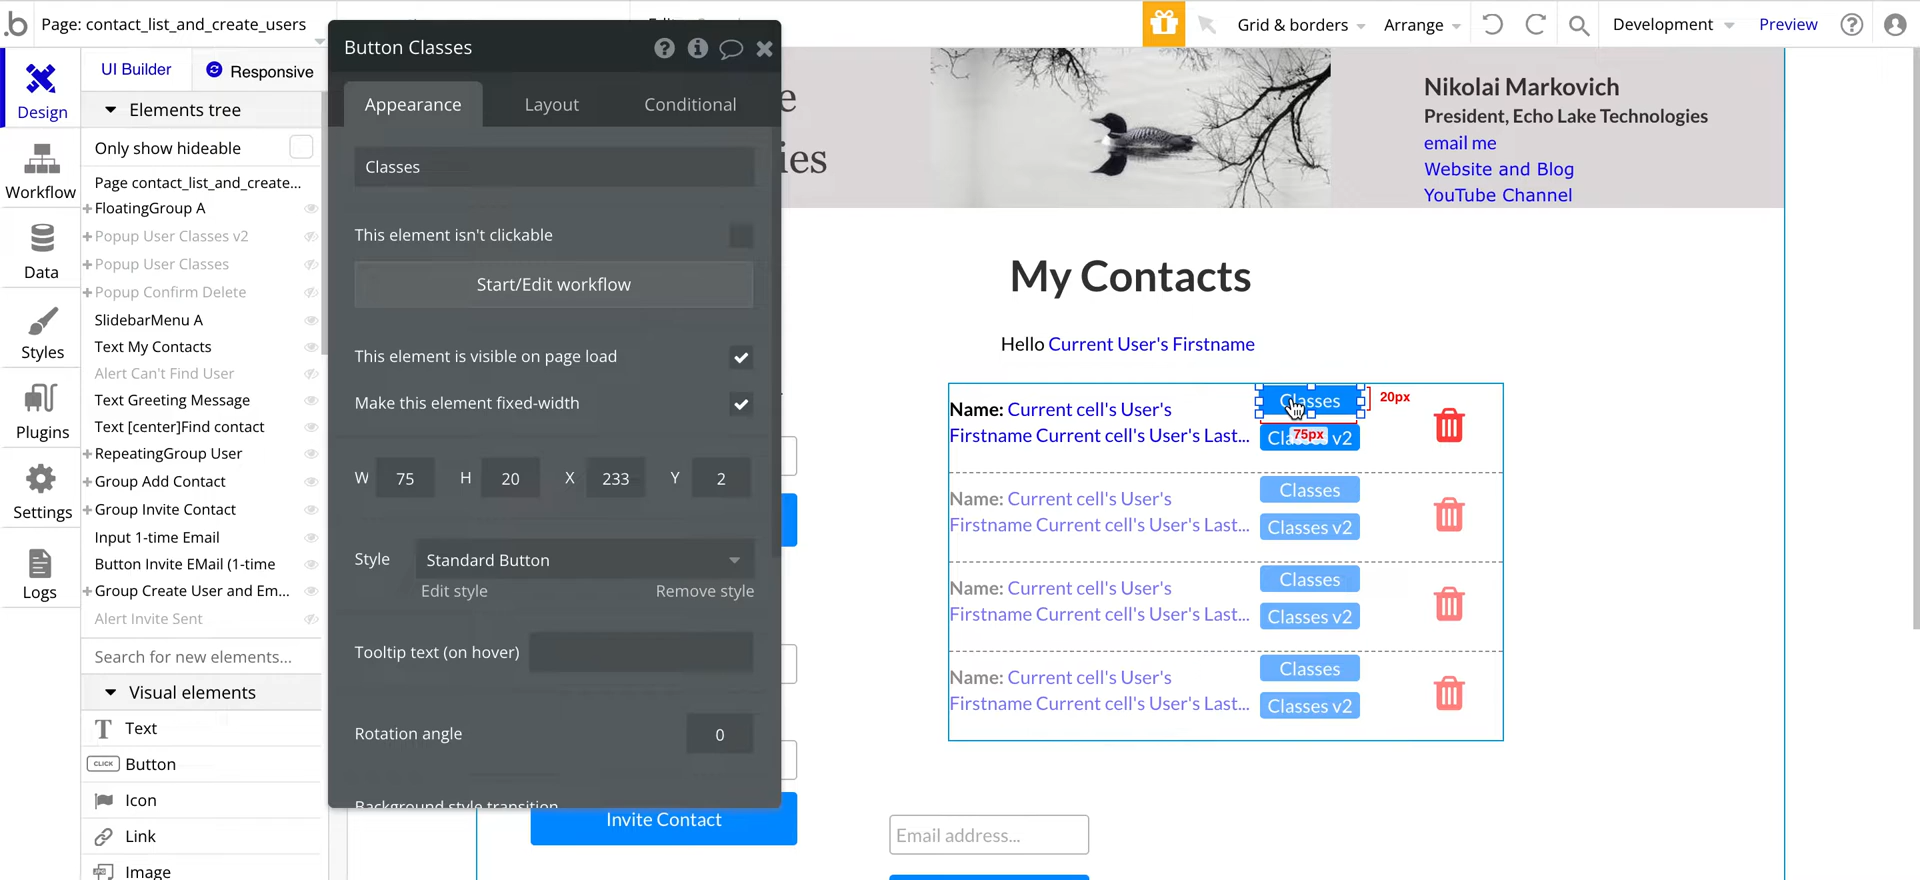 Page: contact_list_and_create_users
Grid & borders
Arrange
Development
Preview
Design
Workflow
Data
Styles
Plugins
Settings
Logs
UI Builder
Responsive
Elements tree
Only show hideable
Page contact_list_and_create...
FloatingGroup A
Popup User Classes v2
Popup User Classes
Popup Confirm Delete
SlidebarMenu A
Text My Contacts
Alert Can't Find User
Text Greeting Message
Text [center]Find contact
RepeatingGroup User
Group Add Contact
Group Invite Contact
Input 1-time Email
Button Invite EMail (1-time
Group Create User and Em...
Alert Invite Sent
Search for new elements...
Visual elements
Text
CLICK Button
Icon
Link
Image
Button Classes
Appearance
Layout
Conditional
Classes
This element isn't clickable
Start/Edit workflow
This element is visible on page load
Make this element fixed-width
W 75 H 20 X 233 Y 2
Style Standard Button
Edit style
Remove style
Tooltip text (on hover)
Rotation angle 0
Background style transition
Invite Contact
Nikolai Markovich
President, Echo Lake Technologies
email me
Website and Blog
YouTube Channel
My Contacts
Hello Current User's Firstname
Name: Current cell's User's
Firstname Current cell's User's Last...
Classes
20px
75px
Classes v2
Name: Current cell's User's
Firstname Current cell's User's Last...
Classes
Classes v2
Name: Current cell's User's
Firstname Current cell's User's Last...
Classes
Classes v2
Name: Current cell's User's
Firstname Current cell's User's Last...
Classes
Classes v2
Email address...